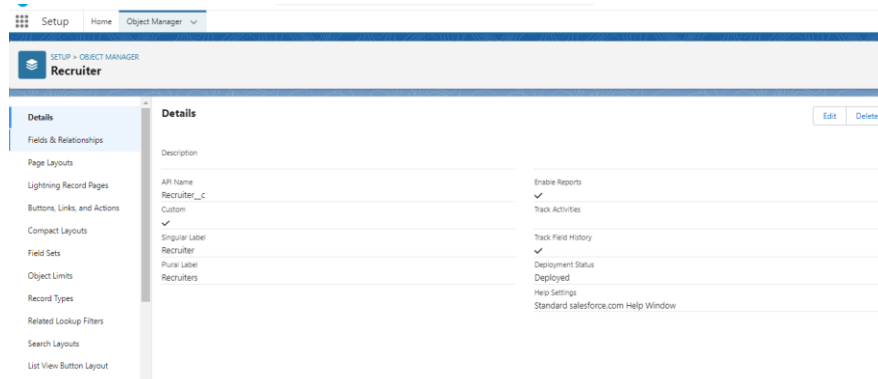 Setup Home Object Manager
SETUP > OBJECT MANAGER
Recruiter
Details
Fields & Relationships
Page Layouts
Lightning Record Pages
Buttons, Links, and Actions
Compact Layouts
Field Sets
Object Limits
Record Types
Related Lookup Filters
Search Layouts
List View Button Layout
Details
Edit Delete
Description
API Name
Recruiter__c
Custom
Singular Label
Recruiter
Plural Label
Recruiters
Enable Reports
Track Activities
Track Field History
Deployment Status
Deployed
Help Settings
Standard salesforce.com Help Window